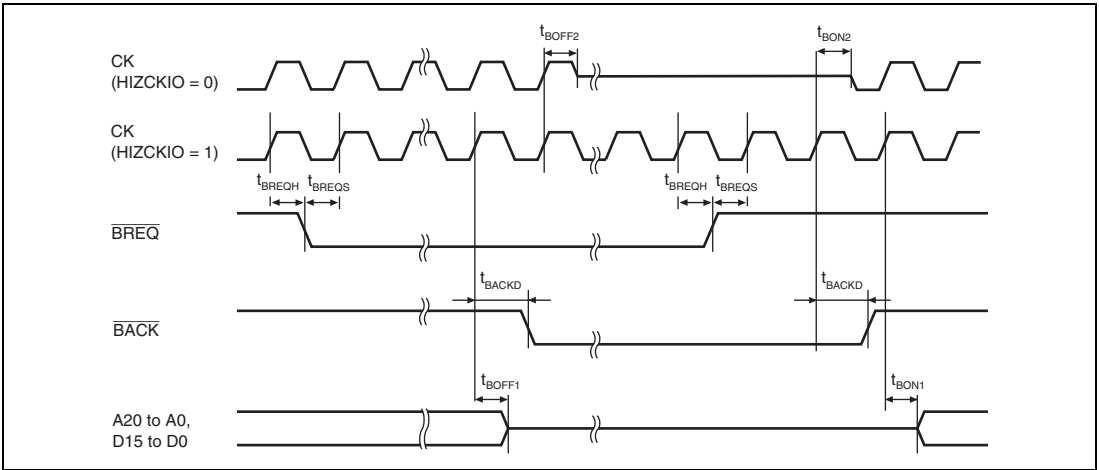 tBOFF2
tBON2
CK
(HIZCKIO = 0)
CK
(HIZCKIO = 1)
tBREQH
tBREQS
tBREQH
tBREQS
BREQ
tBACKD
tBACKD
BACK
tBOFF1
tBON1
A20 to A0,
D15 to D0